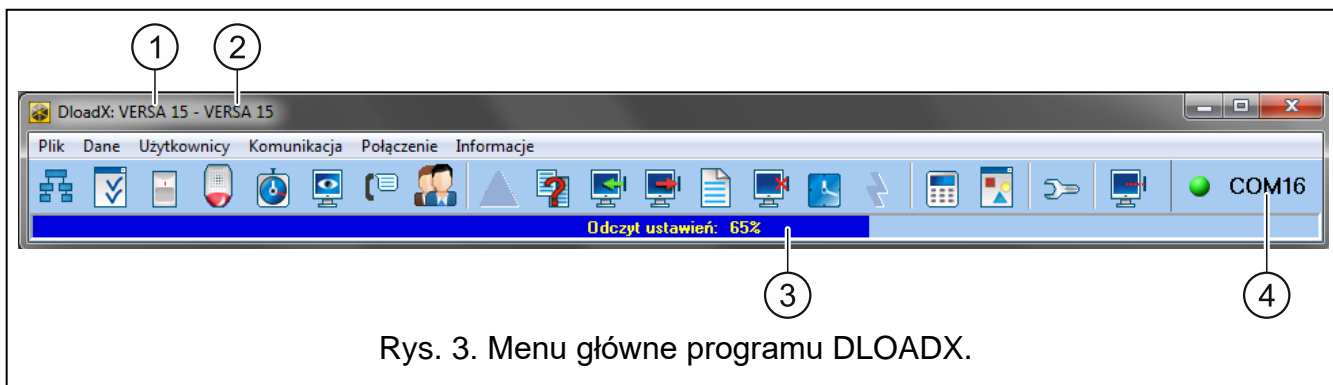 1 2
DloadX: VERSA 15 - VERSA 15
Plik Dane Użytkownicy Komunikacja Połączenie Informacje
COM16
Odczyt ustawień: 65%
3 4
Rys. 3. Menu główne programu DLOADX.